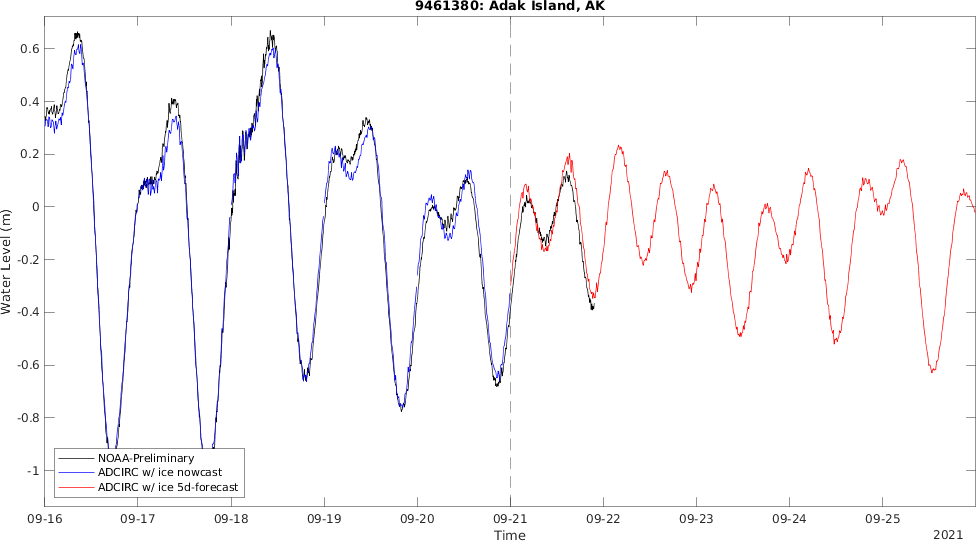 9461380: Adak Island, AK
0.6
0.4
0.2
0
-0.2
-0.4
-0.6
-0.8
-1
Water Level (m)
NOAA-Preliminary
ADCIRC w/ ice nowcast
ADCIRC w/ ice 5d-forecast
09-16 09-17 09-18 09-19 09-20 09-21 09-22 09-23 09-24 09-25
Time
2021